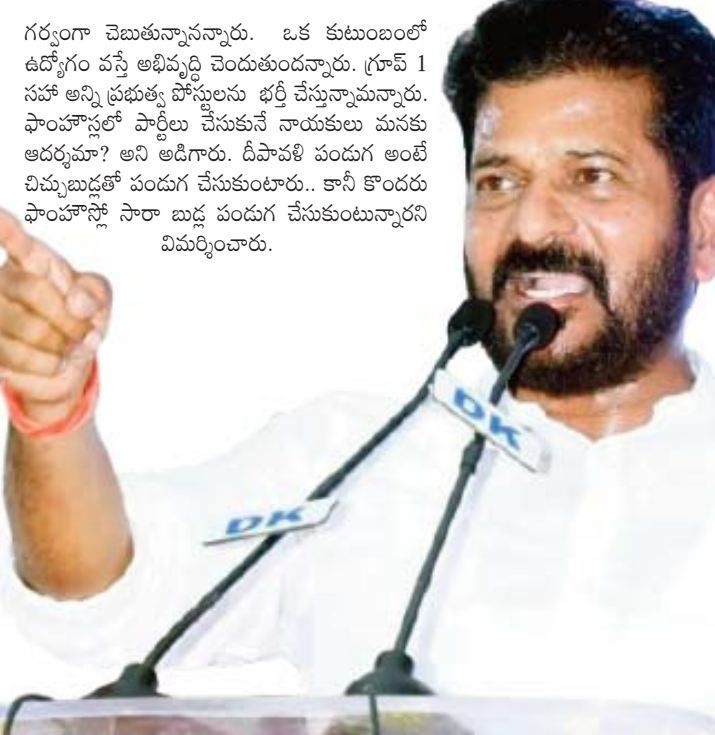 గర్వంగా చెబుతున్నానన్నారు. ఒక కుటుంబంలో
ఉద్యోగం వస్తే అభివృద్ధి చెందుతుందన్నారు. గ్రూప్ 1
సహా అన్ని ప్రభుత్వ పోస్టులను భర్తీ చేస్తున్నామన్నారు.
ఫాంహౌస్లలో పార్టీలు చేసుకునే నాయకులు మనకు
ఆదర్శమా? అని అడిగారు. దీపావళి పండుగ అంటే
చిచ్చుబుడ్లతో పండుగ చేసుకుంటారు.. కానీ కొందరు
ఫాంహౌస్లో సారా బుడ్ల పండుగ చేసుకుంటున్నారని
విమర్శించారు.
DK
DK